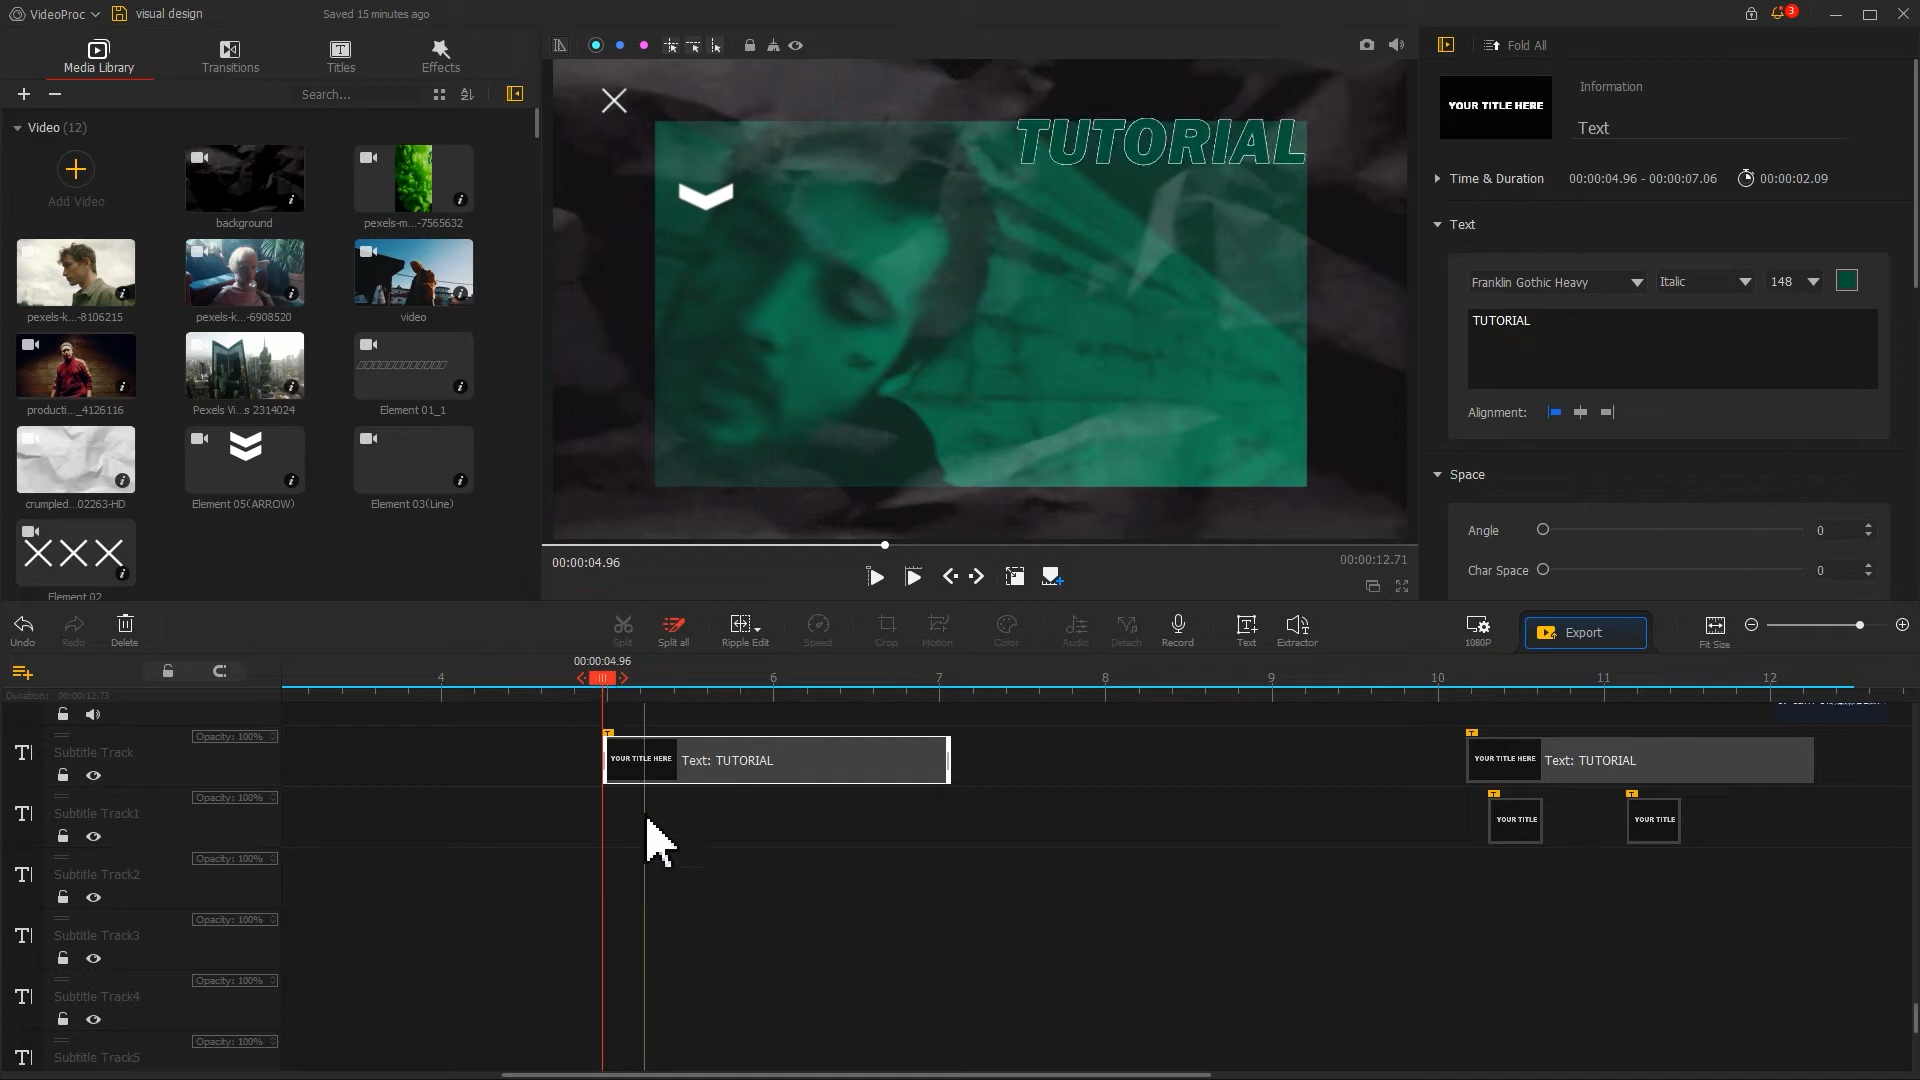 VideoProc
visual design
Saved 15 minutes ago
3
Media Library
Transitions
Titles
Effects
Search...
Video (12)
Add Video
background
pexels-m...-7565632
pexels-k...-8106215
pexels-k...-6908520
video
producti..._4126116
Pexels Vi...s 2314024
Element 01_1
crumpled...02263-HD
Element 05(ARROW)
Element 03(Line)
Element 02
TUTORIAL
00:00:04.96
00:00:12.71
Fold All
YOUR TITLE HERE
Information
Text
Time & Duration
00:00:04.96 - 00:00:07.06
00:00:02.09
Text
Franklin Gothic Heavy
Italic
148
TUTORIAL
Alignment:
Space
Angle
0
Char Space
0
Undo
Redo
Delete
Split
Split all
Ripple Edit
Speed
Crop
Motion
Color
Audio
Detach
Record
Text
Extractor
1080P
Export
Fit Size
00:00:04.96
4
6
7
8
9
10
11
12
Duration: 00:00:12.73
Opacity: 100%
Subtitle Track
YOUR TITLE HERE
Text: TUTORIAL
YOUR TITLE HERE
Text: TUTORIAL
Opacity: 100%
Subtitle Track1
YOUR TITLE
YOUR TITLE
Opacity: 100%
Subtitle Track2
Opacity: 100%
Subtitle Track3
Opacity: 100%
Subtitle Track4
Opacity: 100%
Subtitle Track5